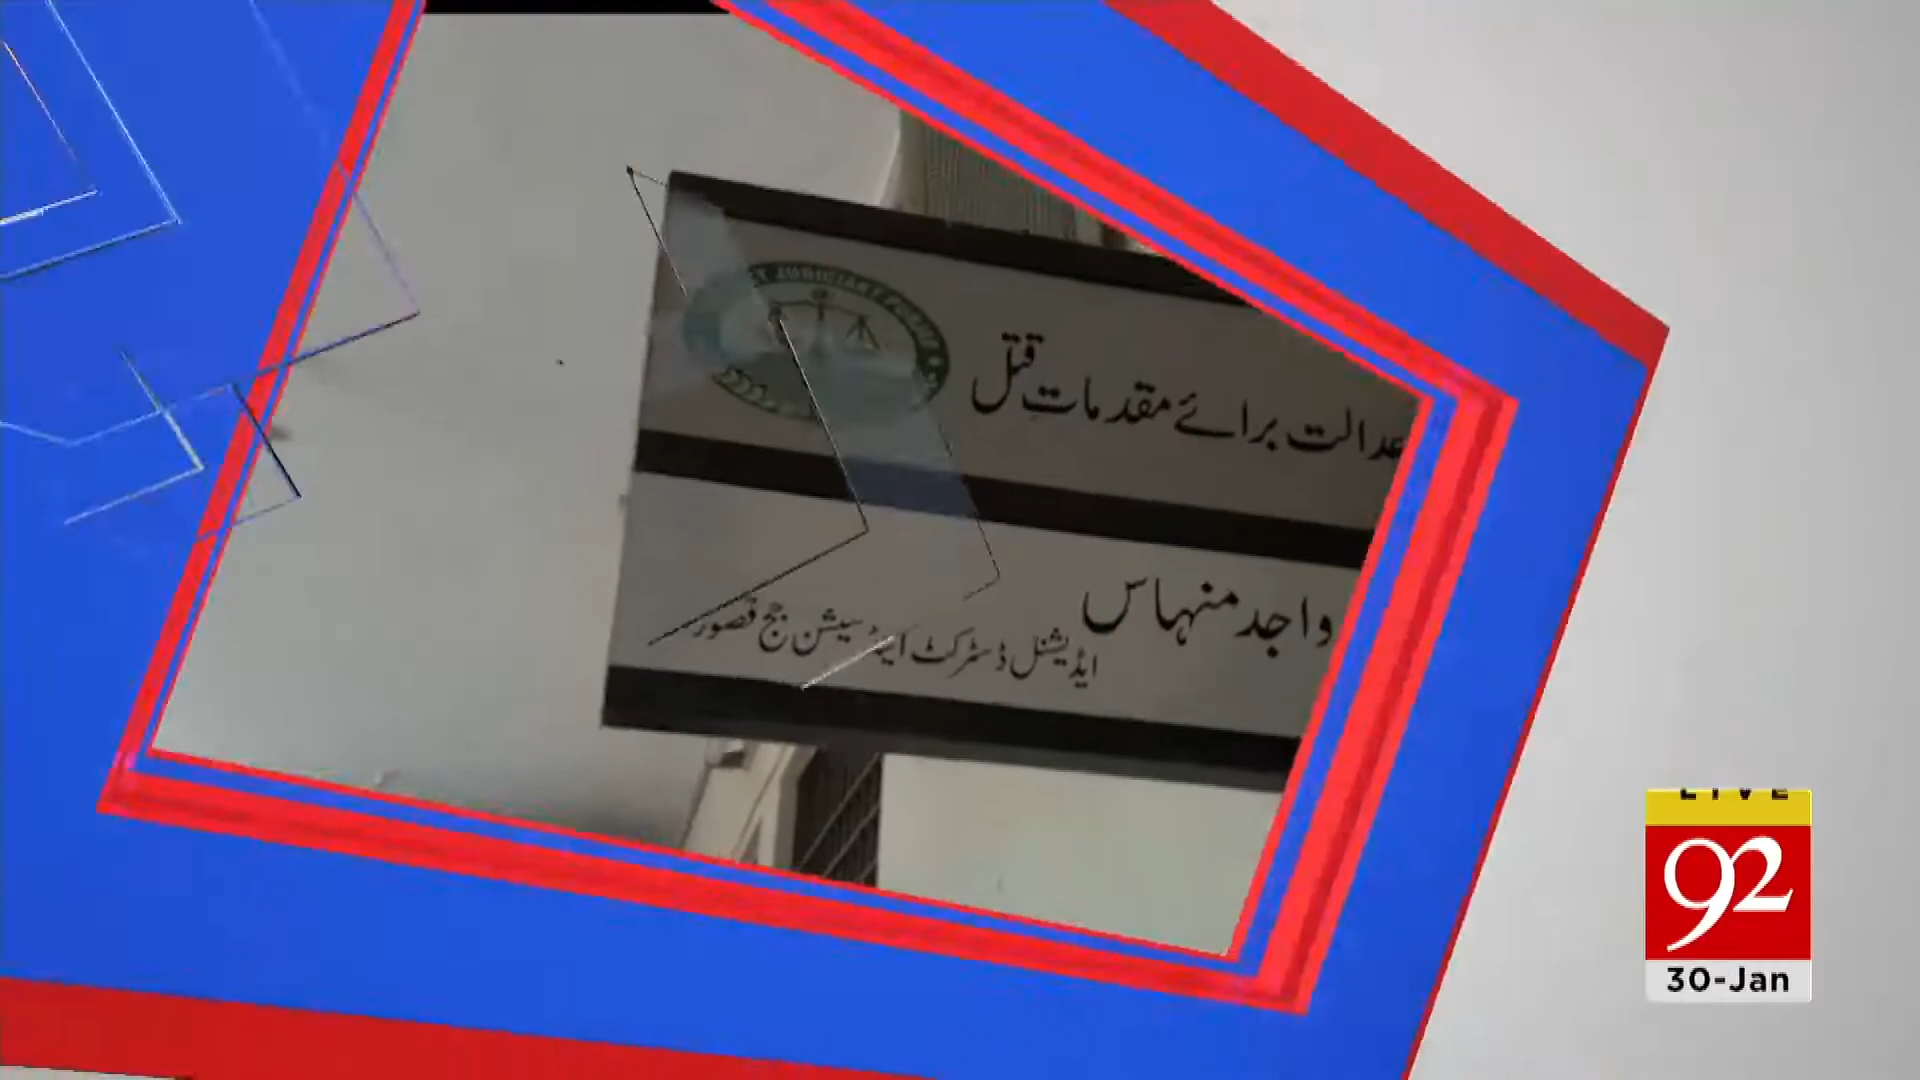 عدالت برائے مقدماتِ قتل
واجد منہاس
ایڈیشنل ڈسٹرکٹ اینڈ سیشن جج قصور
LIVE
92
30-Jan